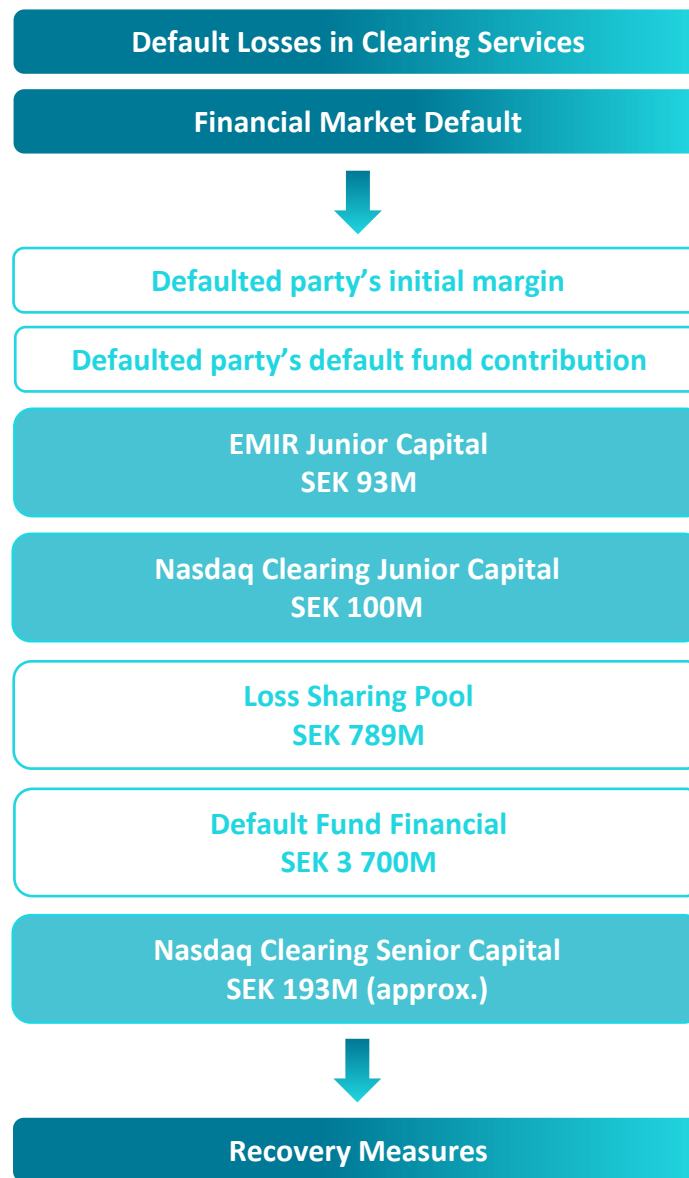 Default Losses in Clearing Services
Financial Market Default
Defaulted party’s initial margin
Defaulted party’s default fund contribution
EMIR Junior Capital
SEK 93M
Nasdaq Clearing Junior Capital
SEK 100M
Loss Sharing Pool
SEK 789M
Default Fund Financial
SEK 3 700M
Nasdaq Clearing Senior Capital
SEK 193M (approx.)
Recovery Measures